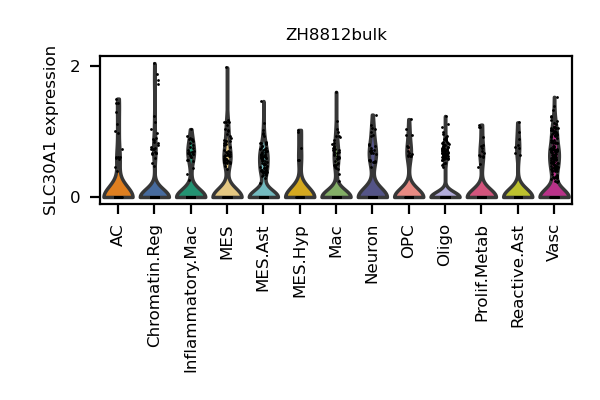 ZH8812bulk
SLC30A1 expression
2
0
AC
Chromatin.Reg
Inflammatory.Mac
MES
MES.Ast
MES.Hyp
Mac
Neuron
OPC
Oligo
Prolif.Metab
Reactive.Ast
Vasc